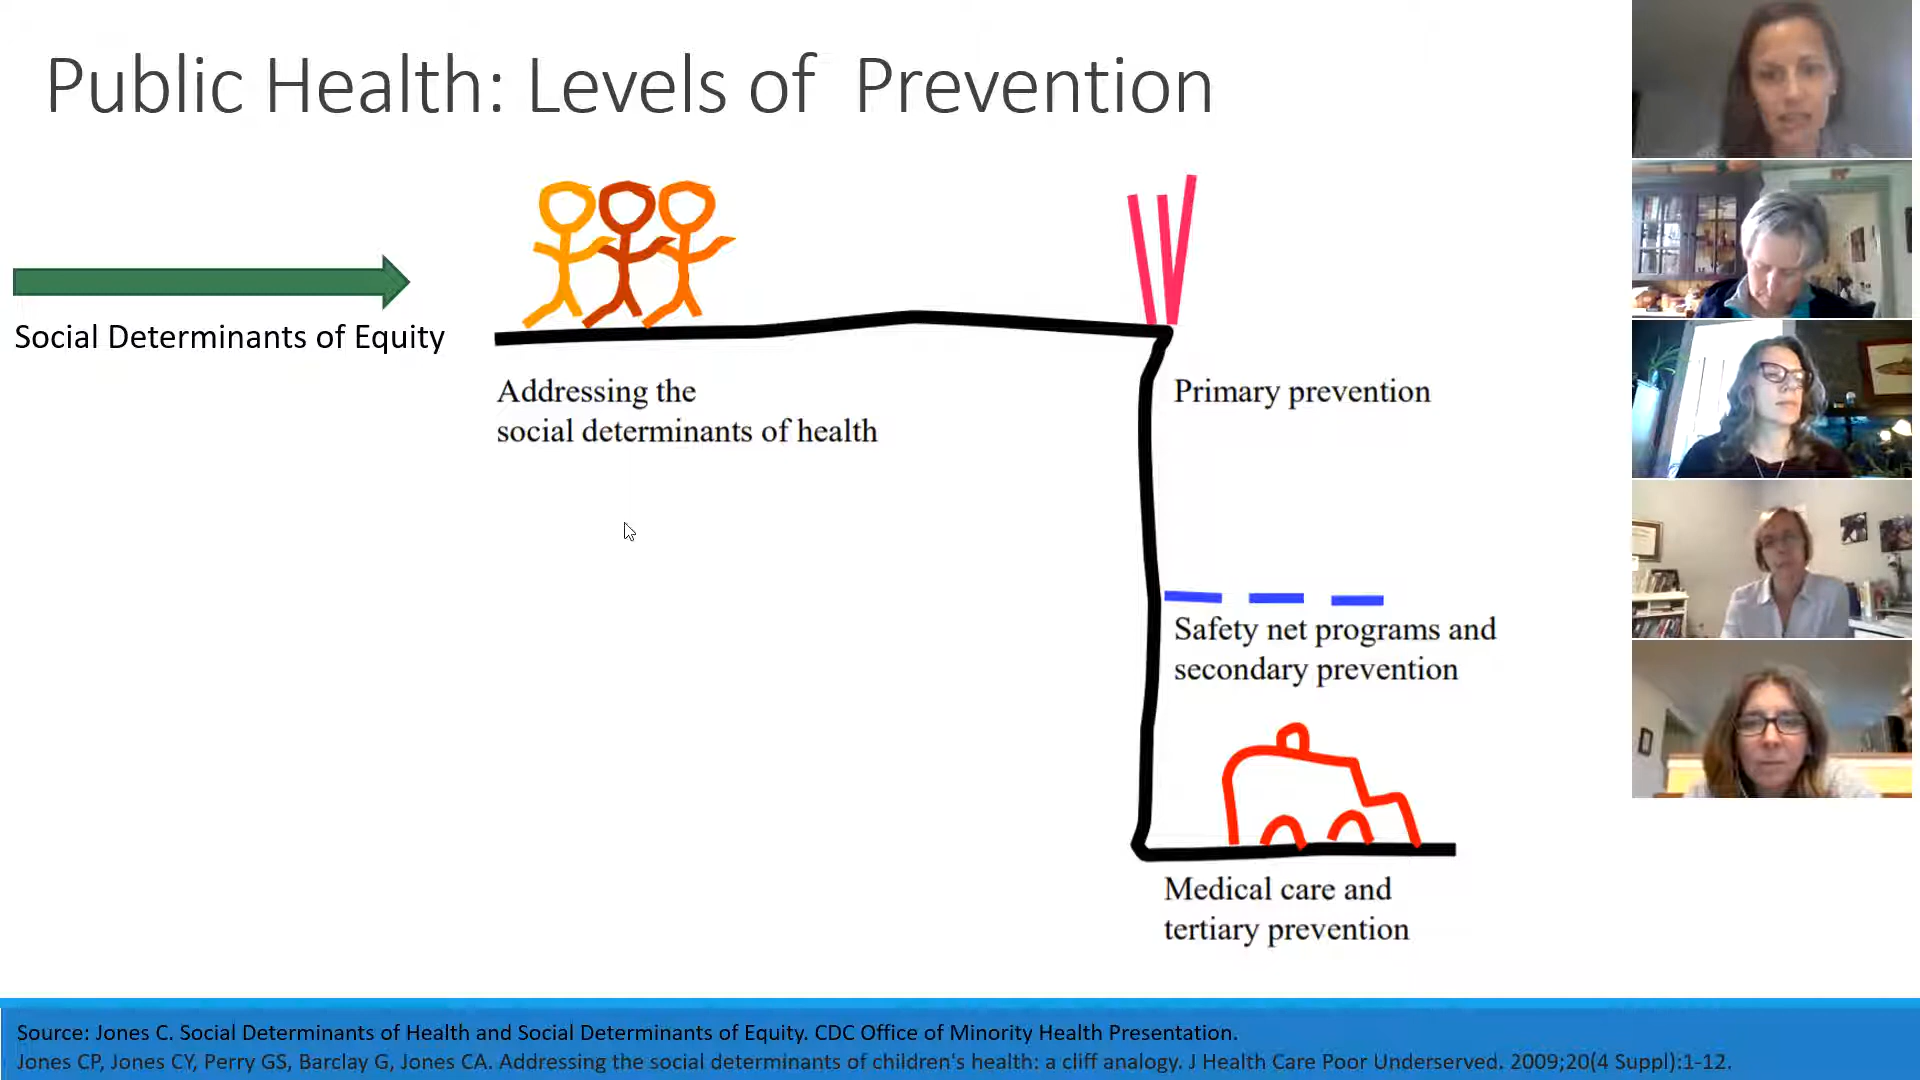 Public Health: Levels of Prevention
Social Determinants of Equity
Addressing the
social determinants of health
Primary prevention
Safety net programs and
secondary prevention
Medical care and
tertiary prevention
Source: Jones C. Social Determinants of Health and Social Determinants of Equity. CDC Office of Minority Health Presentation.
Jones CP, Jones CY, Perry GS, Barclay G, Jones CA. Addressing the social determinants of children's health: a cliff analogy. J Health Care Poor Underserved. 2009;20(4 Suppl):1-12.